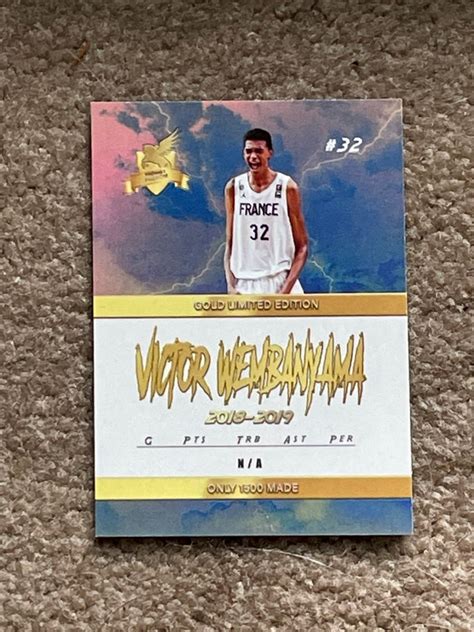 #32
FRANCE
32
GOLD LIMITED EDITION
VICTOR WEMBANYAMA
2018-2019
G PTS TRB AST PER
N/A
ONLY 1500 MADE